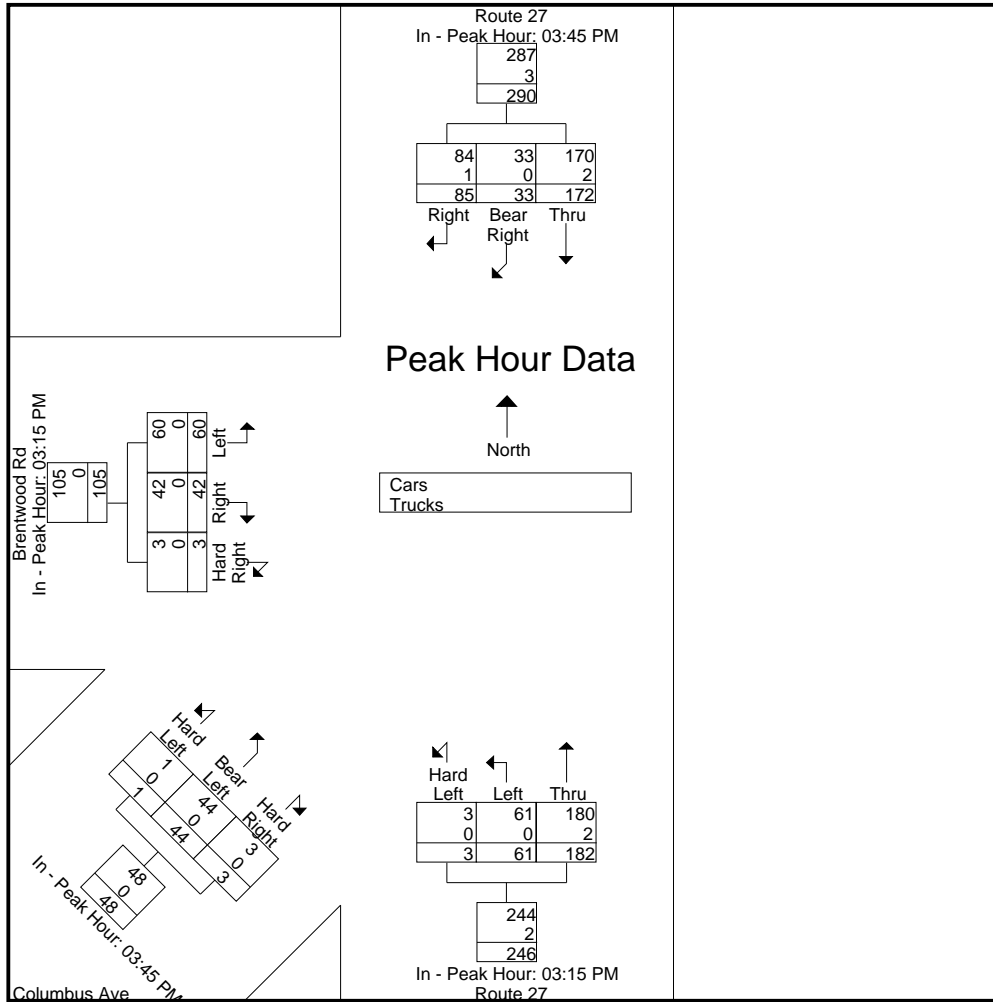 Route 27
In - Peak Hour: 03:45 PM
287
3
290
84 33 170
1 0 2
85 33 172
Right Bear Right Thru
Peak Hour Data
North
Cars
Trucks
Brentwood Rd
In - Peak Hour: 03:15 PM
105
0
105
60 0 60
Left
42 0 42
Right
3 0 3
Hard Right
Hard Left
Bear Left
Hard Right
1 0 1
44 0 44
3 0 3
48
0
48
In - Peak Hour: 03:45 PM
Columbus Ave
Hard Left Left Thru
3 61 180
0 0 2
3 61 182
244
2
246
In - Peak Hour: 03:15 PM
Route 27